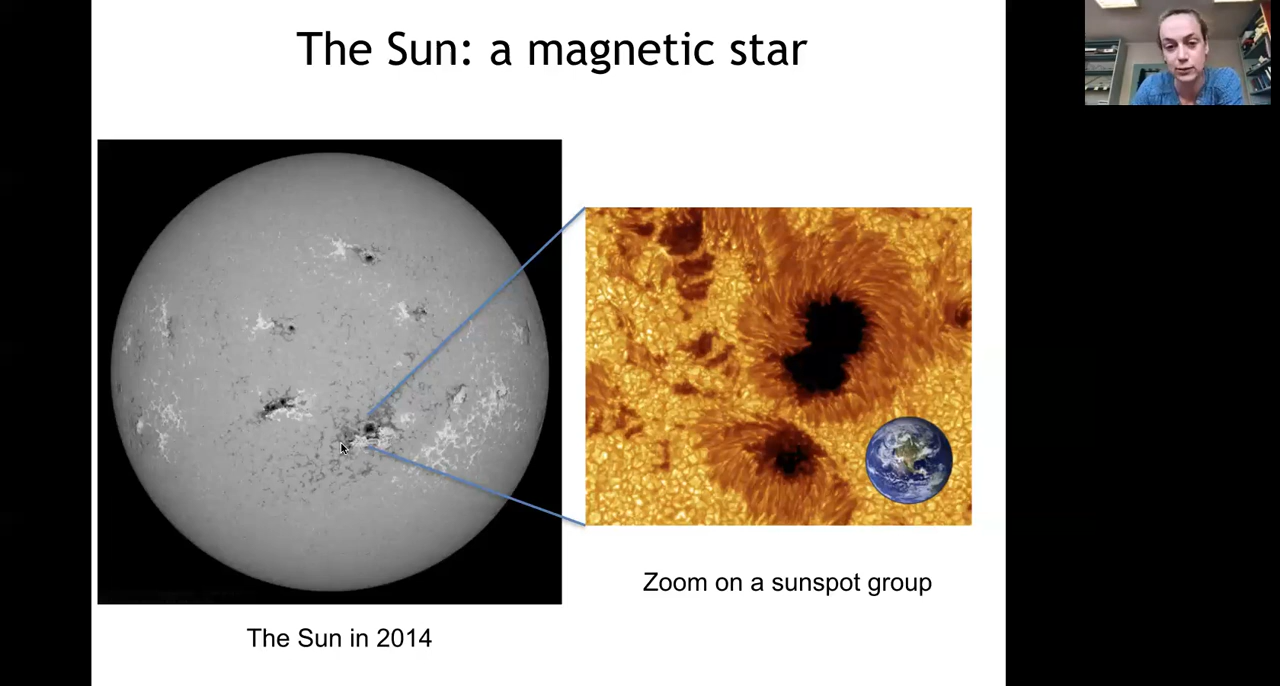 The Sun: a magnetic star
Zoom on a sunspot group
The Sun in 2014